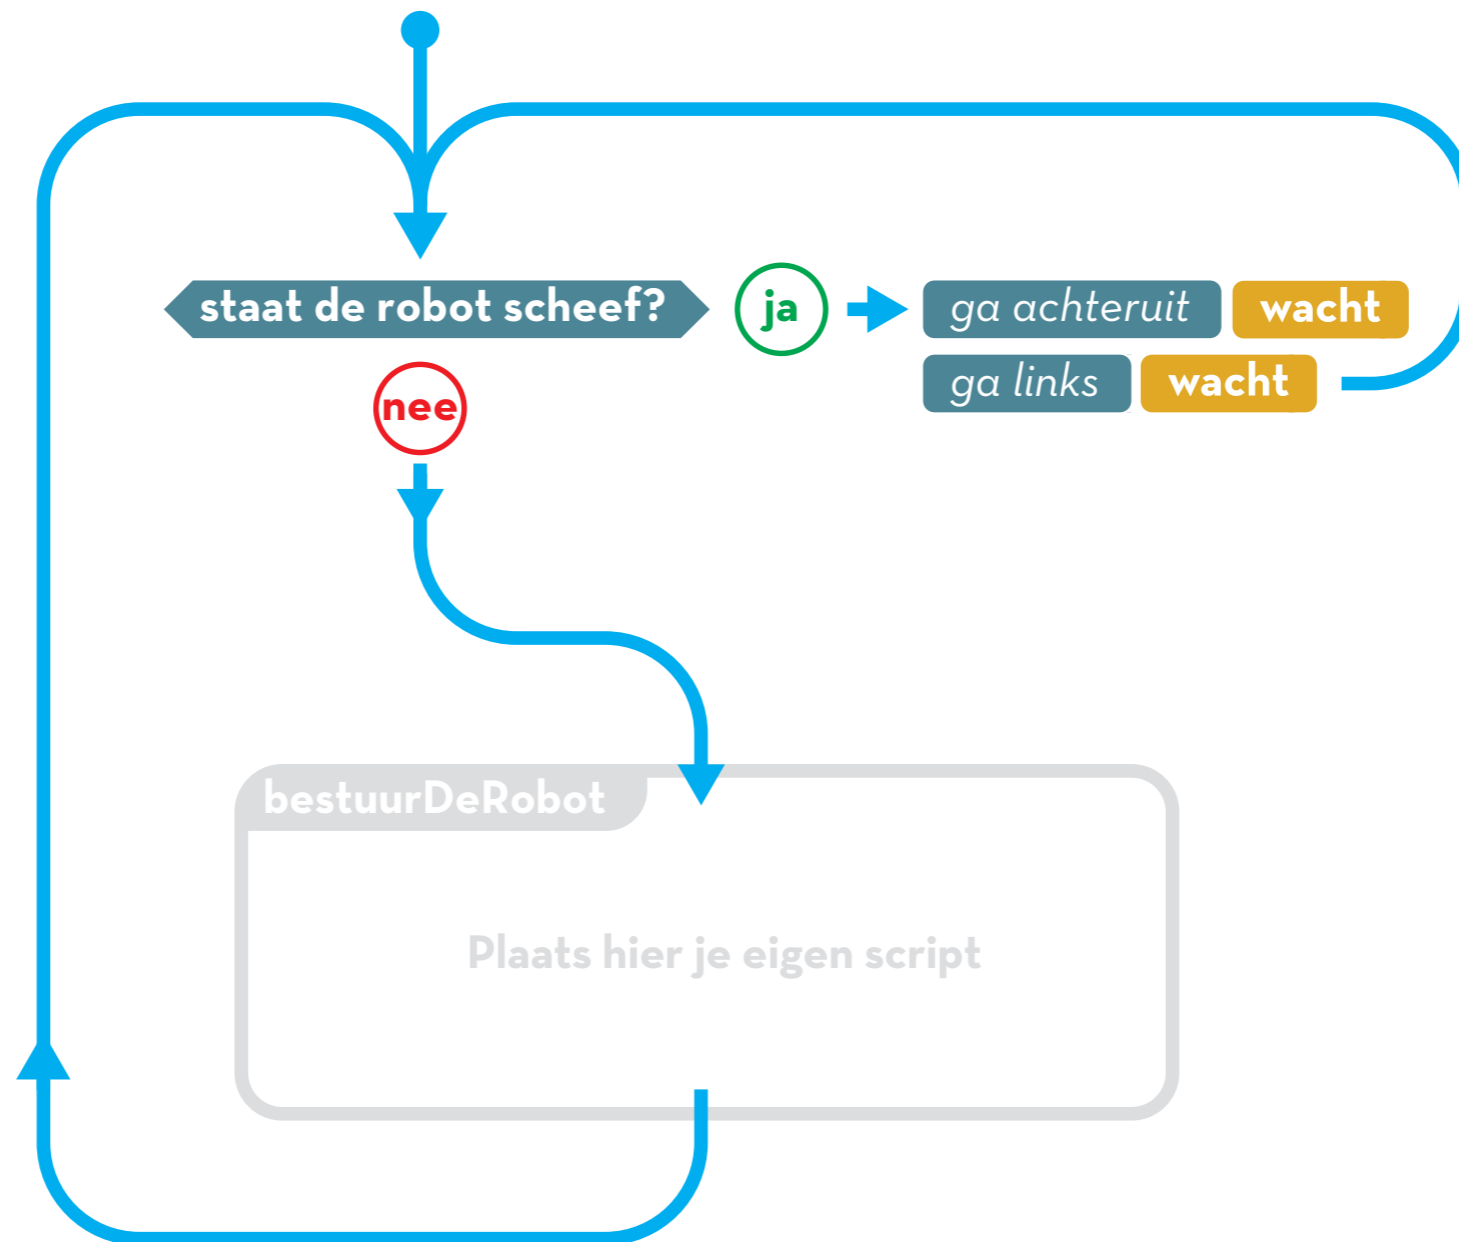 staat de robot scheef?
ja
ga achteruit
wacht
ga links
wacht
nee
bestuurDeRobot
Plaats hier je eigen script